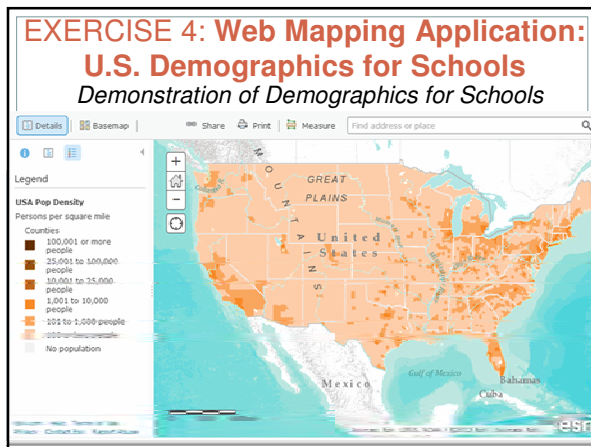 EXERCISE 4: Web Mapping Application:
U.S. Demographics for Schools
Demonstration of Demographics for Schools
Details
Basemap
Share
Print
Measure
Find address or place
Legend
USA Pop Density
Persons per square mile
Counties
100,001 or more
people
25,001 to 100,000
people
10,001 to 25,000
people
1,001 to 10,000
people
101 to 1,000 people
No population
MOUNTAINS
GREAT
PLAINS
United
States
Mexico
Gulf of Mexico
Bahamas
Cuba
esri